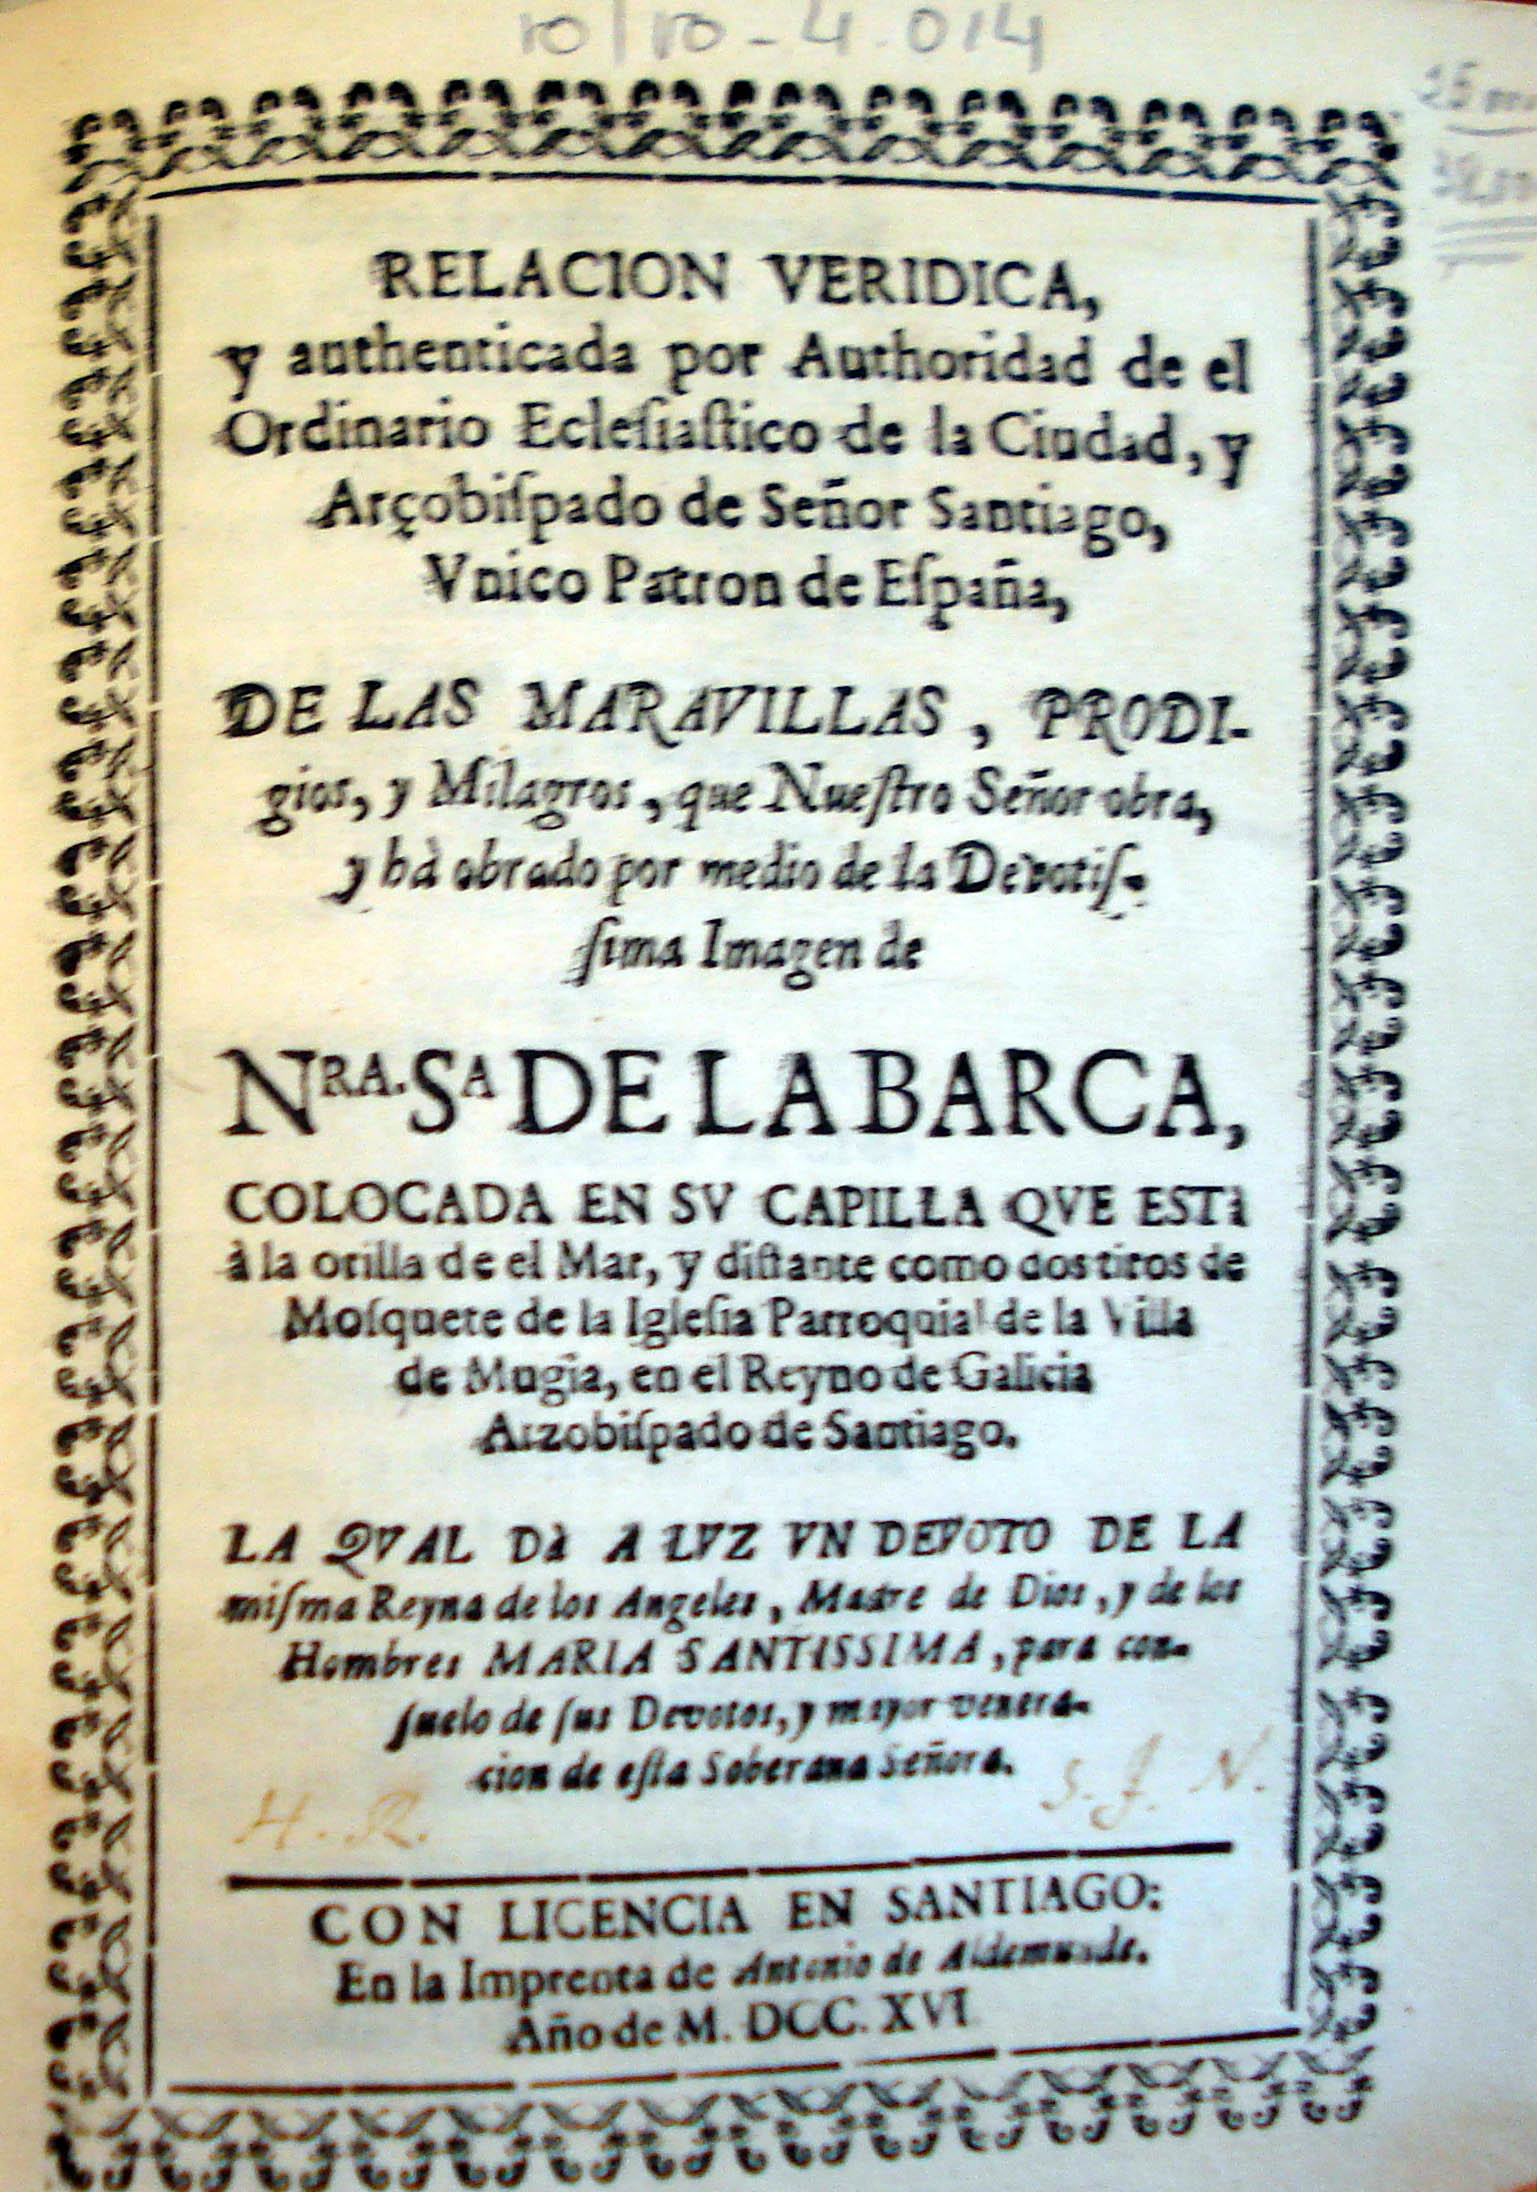 10/10-4.014
RELACION VERIDICA,
y authenticada por Authoridad de el
Ordinario Ecleſiaſtico de la Ciudad, y
Arçobiſpado de Señor Santiago,
Vnico Patron de Eſpaña,
DE LAS MARAVILLAS, PRODI-
gios, y Milagros, que Nueſtro Señor obra,
y hà obrado por medio de la Devotiſ-
ſima Imagen de
NRA. SA DE LA BARCA,
COLOCADA EN SV CAPILLA QVE ESTà
à la orilla de el Mar, y diſtante como dos tiros de
Moſquete de la Igleſia Parroquial de la Villa
de Mugia, en el Reyno de Galicia
Arzobiſpado de Santiago.
LA QVAL Dà A LVZ VN DEVOTO DE LA
miſma Reyna de los Angeles, Madre de Dios, y de los
Hombres MARIA SANTISSIMA, para con-
ſuelo de ſus Devotos, y mayor venera-
cion de eſta Soberana Señora.
H. R. S. J. N.
CON LICENCIA EN SANTIAGO:
En la Imprenta de Antonio de Aldemunde.
Año de M. DCC. XVI